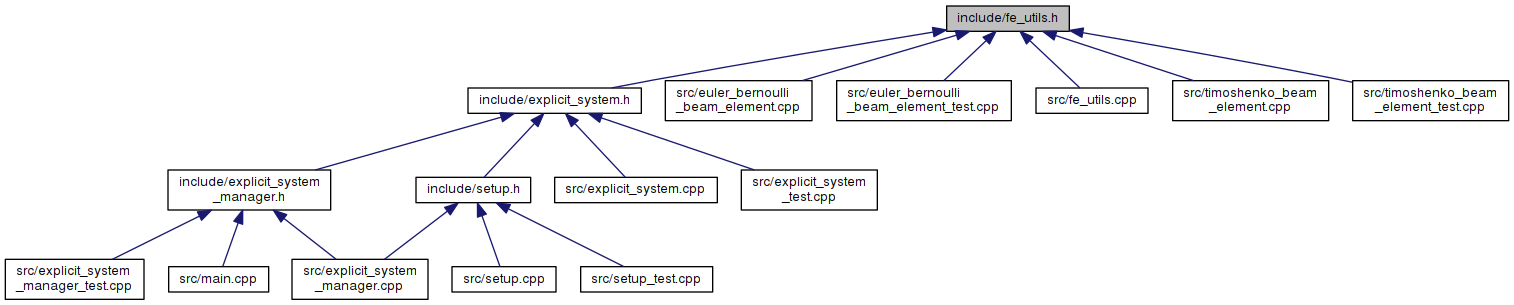 include/fe_utils.h
include/explicit_system.h
src/euler_bernoulli
_beam_element.cpp
src/euler_bernoulli
_beam_element_test.cpp
src/fe_utils.cpp
src/timoshenko_beam
_element.cpp
src/timoshenko_beam
_element_test.cpp
include/explicit_system
_manager.h
include/setup.h
src/explicit_system.cpp
src/explicit_system
_test.cpp
src/explicit_system
_manager_test.cpp
src/main.cpp
src/explicit_system
_manager.cpp
src/setup.cpp
src/setup_test.cpp